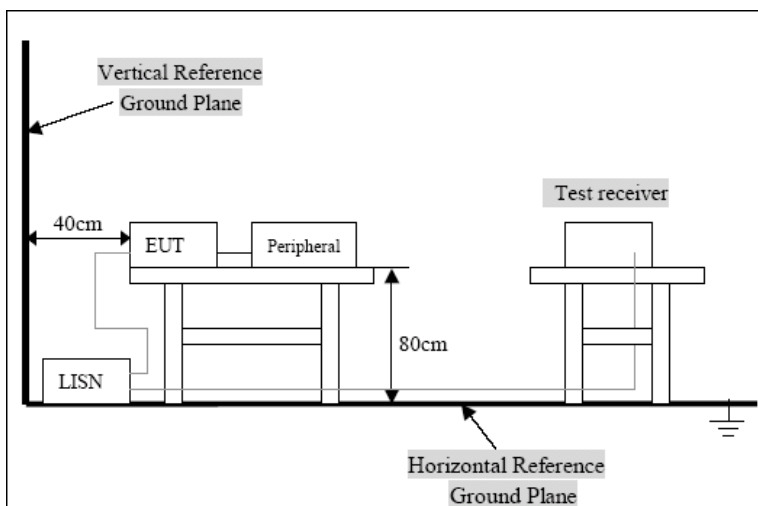 Vertical Reference
Ground Plane
Test receiver
40cm
EUT
Peripheral
80cm
LISN
Horizontal Reference
Ground Plane